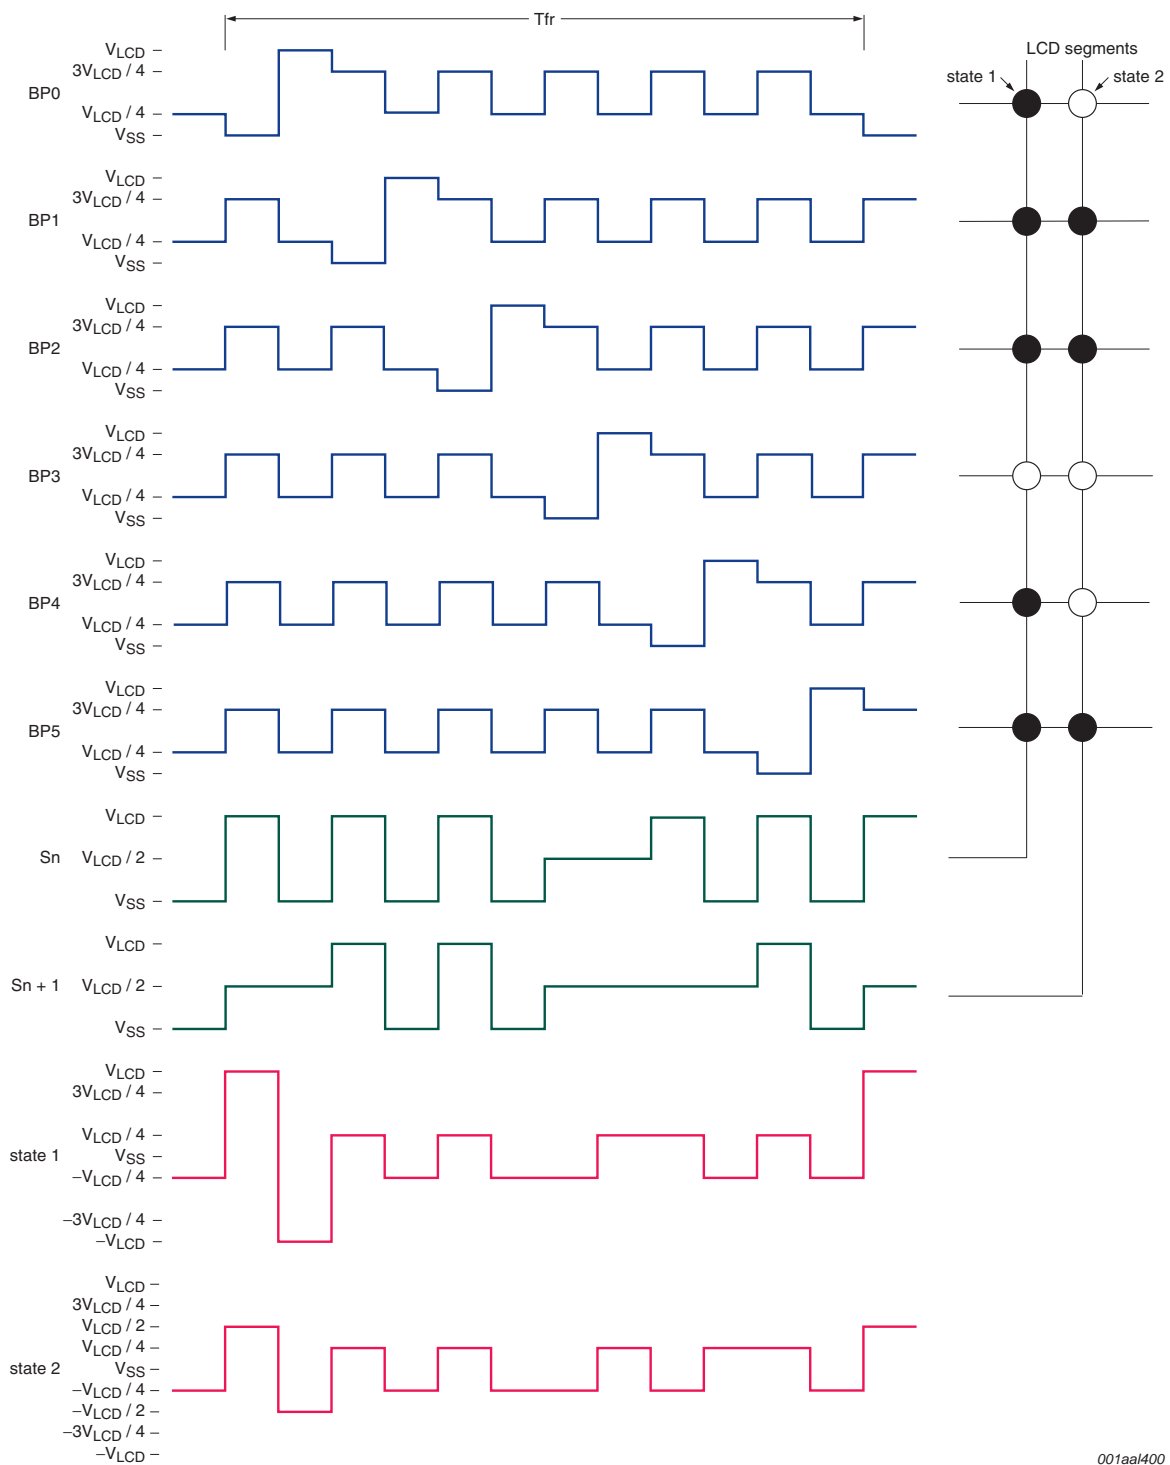 Tfr
LCD segments
state 1
state 2
BP0
VLCD
3VLCD / 4
VLCD / 4
VSS
BP1
VLCD
3VLCD / 4
VLCD / 4
VSS
BP2
VLCD
3VLCD / 4
VLCD / 4
VSS
BP3
VLCD
3VLCD / 4
VLCD / 4
VSS
BP4
VLCD
3VLCD / 4
VLCD / 4
VSS
BP5
VLCD
3VLCD / 4
VLCD / 4
VSS
Sn
VLCD
VLCD / 2
VSS
Sn + 1
VLCD
VLCD / 2
VSS
state 1
VLCD
3VLCD / 4
VLCD / 4
VSS
−VLCD / 4
−3VLCD / 4
−VLCD
state 2
VLCD
3VLCD / 4
VLCD / 2
VLCD / 4
VSS
−VLCD / 4
−VLCD / 2
−3VLCD / 4
−VLCD
001aal400